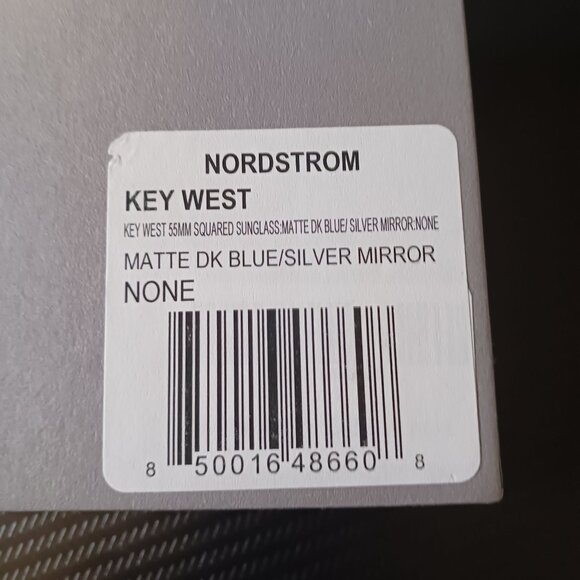 NORDSTROM
KEY WEST
KEY WEST 55MM SQUARED SUNGLASS:MATTE DK BLUE/ SILVER MIRROR:NONE
MATTE DK BLUE/SILVER MIRROR
NONE
8 50016 48660 8